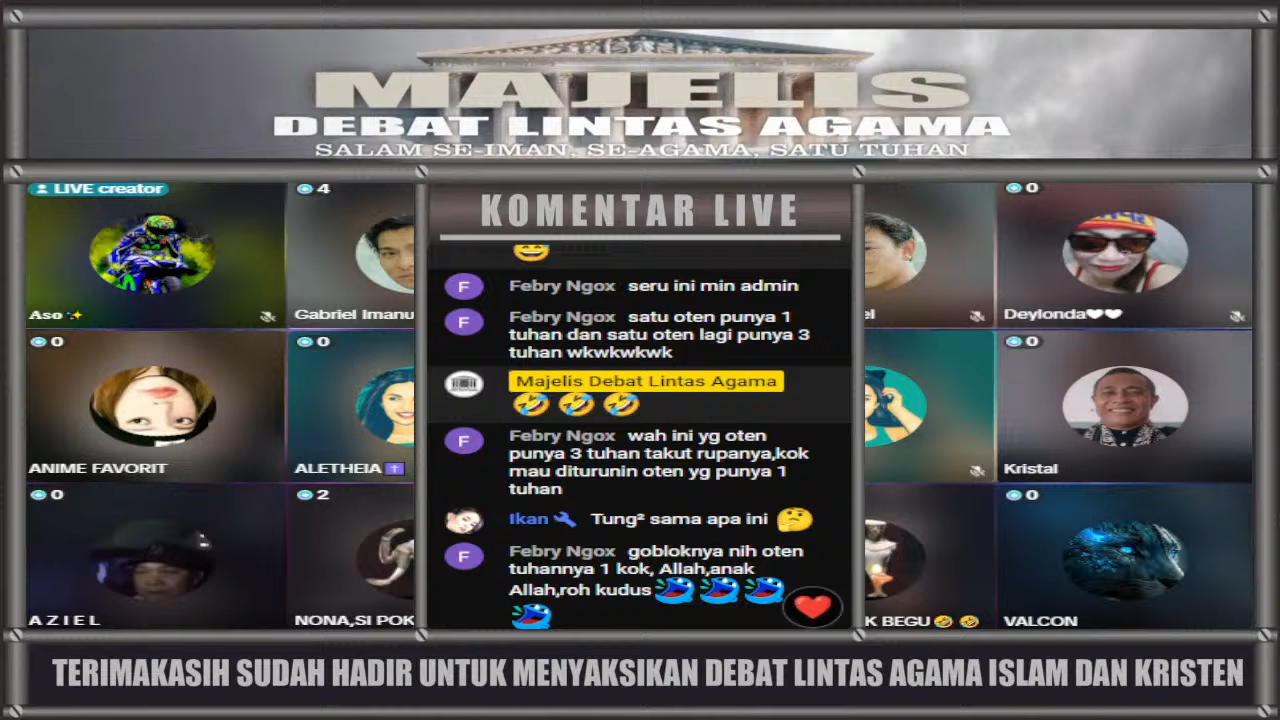 MAJELIS
DEBAT LINTAS AGAMA
SALAM SE-IMAN, SE-AGAMA, SATU TUHAN
LIVE creator
4
KOMENTAR LIVE
0
Aso
Gabriel Imanu
el
Deylonda
Febry Ngox seru ini min admin
F
Febry Ngox satu oten punya 1
tuhan dan satu oten lagi punya 3
tuhan wkwkwkwk
F
Majelis Debat Lintas Agama
Febry Ngox wah ini yg oten
punya 3 tuhan takut rupanya,kok
mau diturunin oten yg punya 1
tuhan
F
Ikan Tung² sama apa ini
Febry Ngox gobloknya nih oten
tuhannya 1 kok, Allah,anak
Allah,roh kudus
F
0
0
0
ANIME FAVORIT
ALETHEIA
Kristal
0
2
0
A Z I E L
NONA,SI POK
K BEGU
VALCON
TERIMAKASIH SUDAH HADIR UNTUK MENYAKSIKAN DEBAT LINTAS AGAMA ISLAM DAN KRISTEN